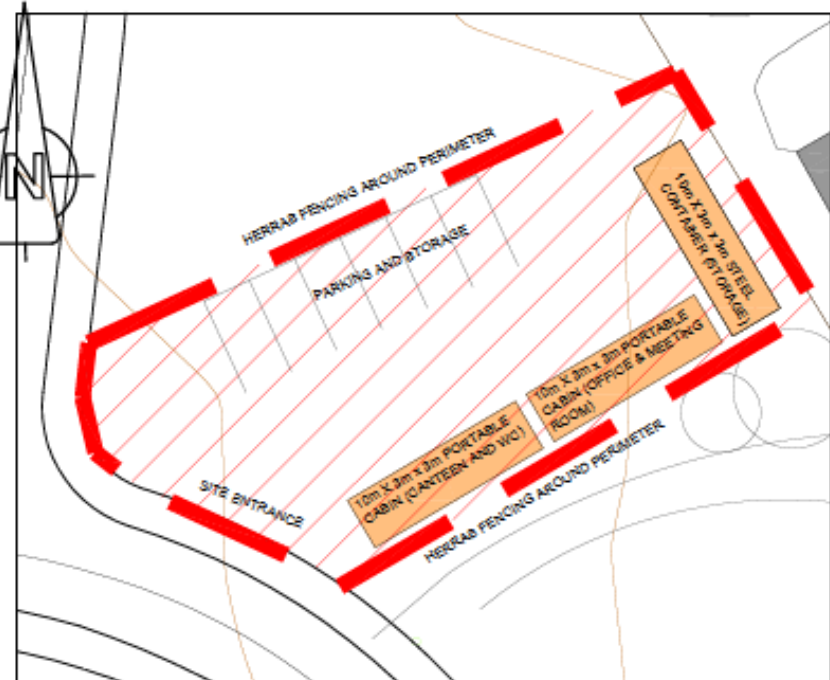 N
HERRAS FENCING AROUND PERIMETER
PARKING AND STORAGE
10m X 3m x 3m STEEL
CONTAINER (STORAGE)
10m X 3m x 3m PORTABLE
CABIN (OFFICE & MEETING
ROOM)
10m X 3m x 3m PORTABLE
CABIN (CANTEEN AND WC)
SITE ENTRANCE
HERRAS FENCING AROUND PERIMETER